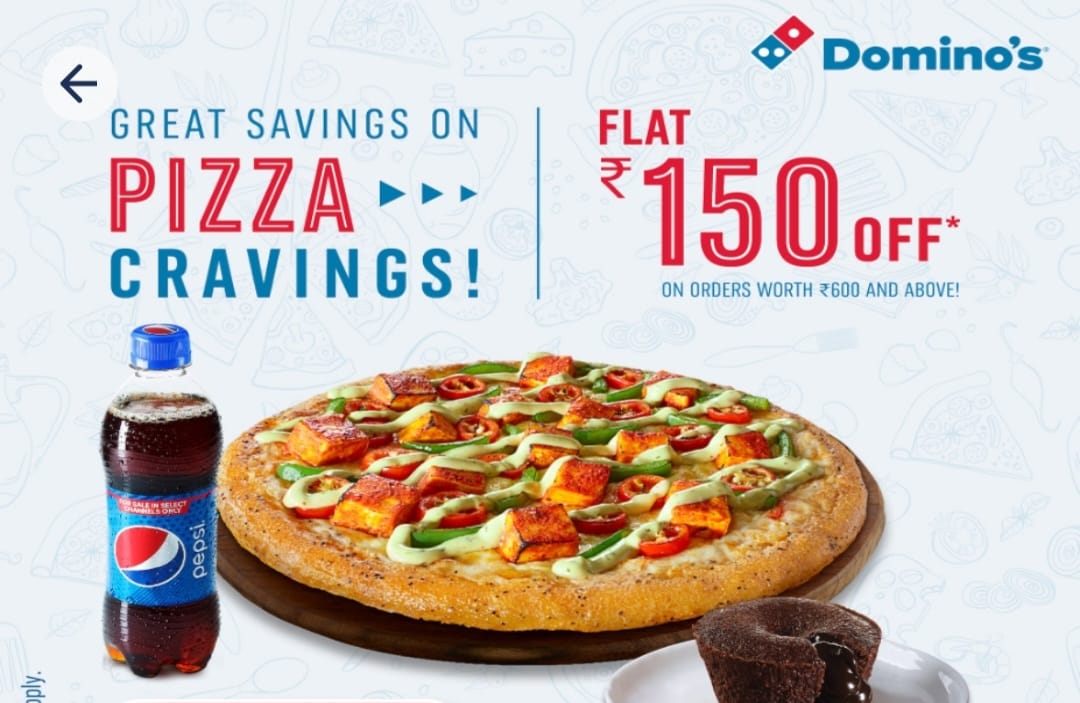 Domino's
GREAT SAVINGS ON
PIZZA
CRAVINGS!
FLAT
₹150 OFF*
ON ORDERS WORTH ₹600 AND ABOVE!
FOR SALE IN SELECT
CHANNELS ONLY
pepsi.